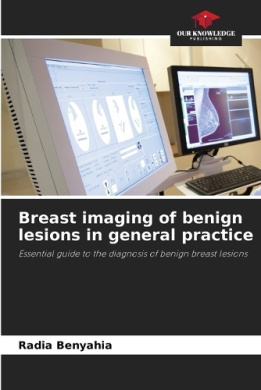 OUR KNOWLEDGE
PUBLISHING
Breast imaging of benign
lesions in general practice
Essential guide to the diagnosis of benign breast lesions
Radia Benyahia